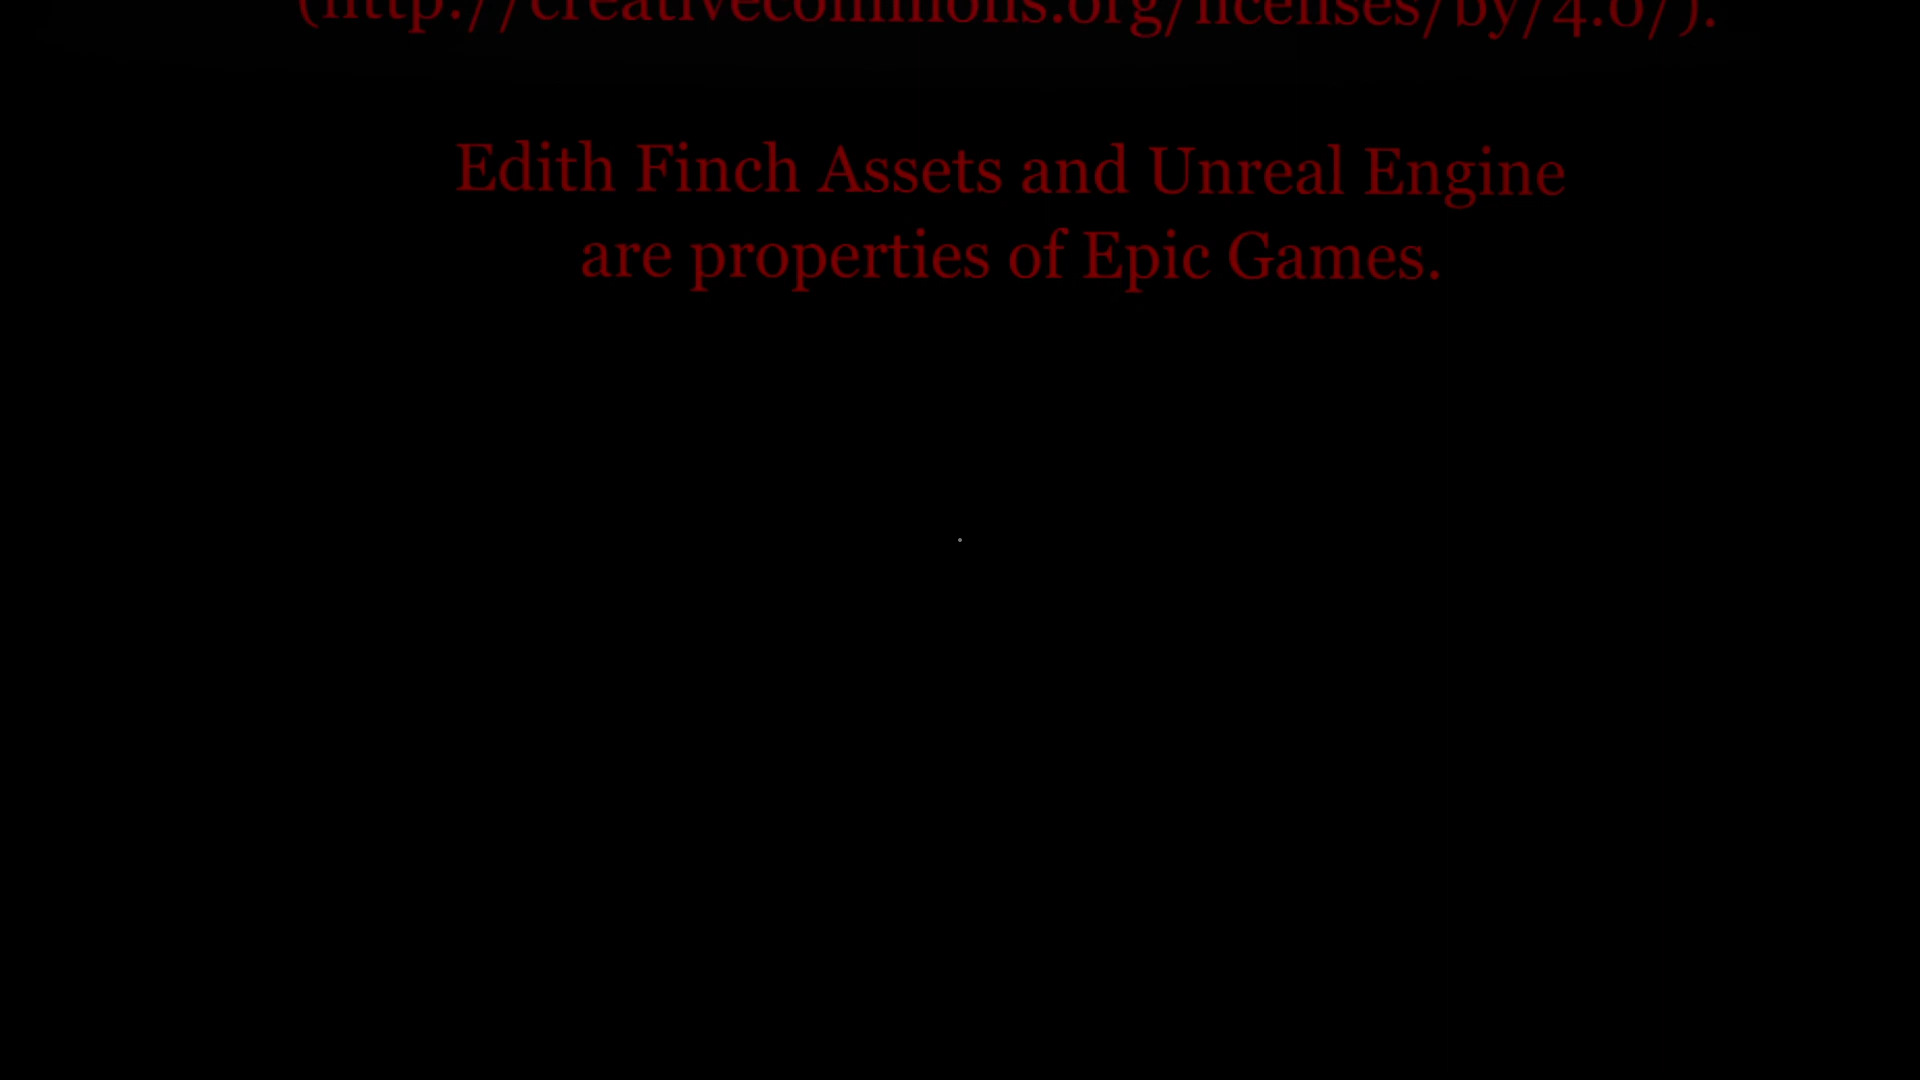 (http://creativecommons.org/licenses/by/4.0/).
Edith Finch Assets and Unreal Engine
are properties of Epic Games.